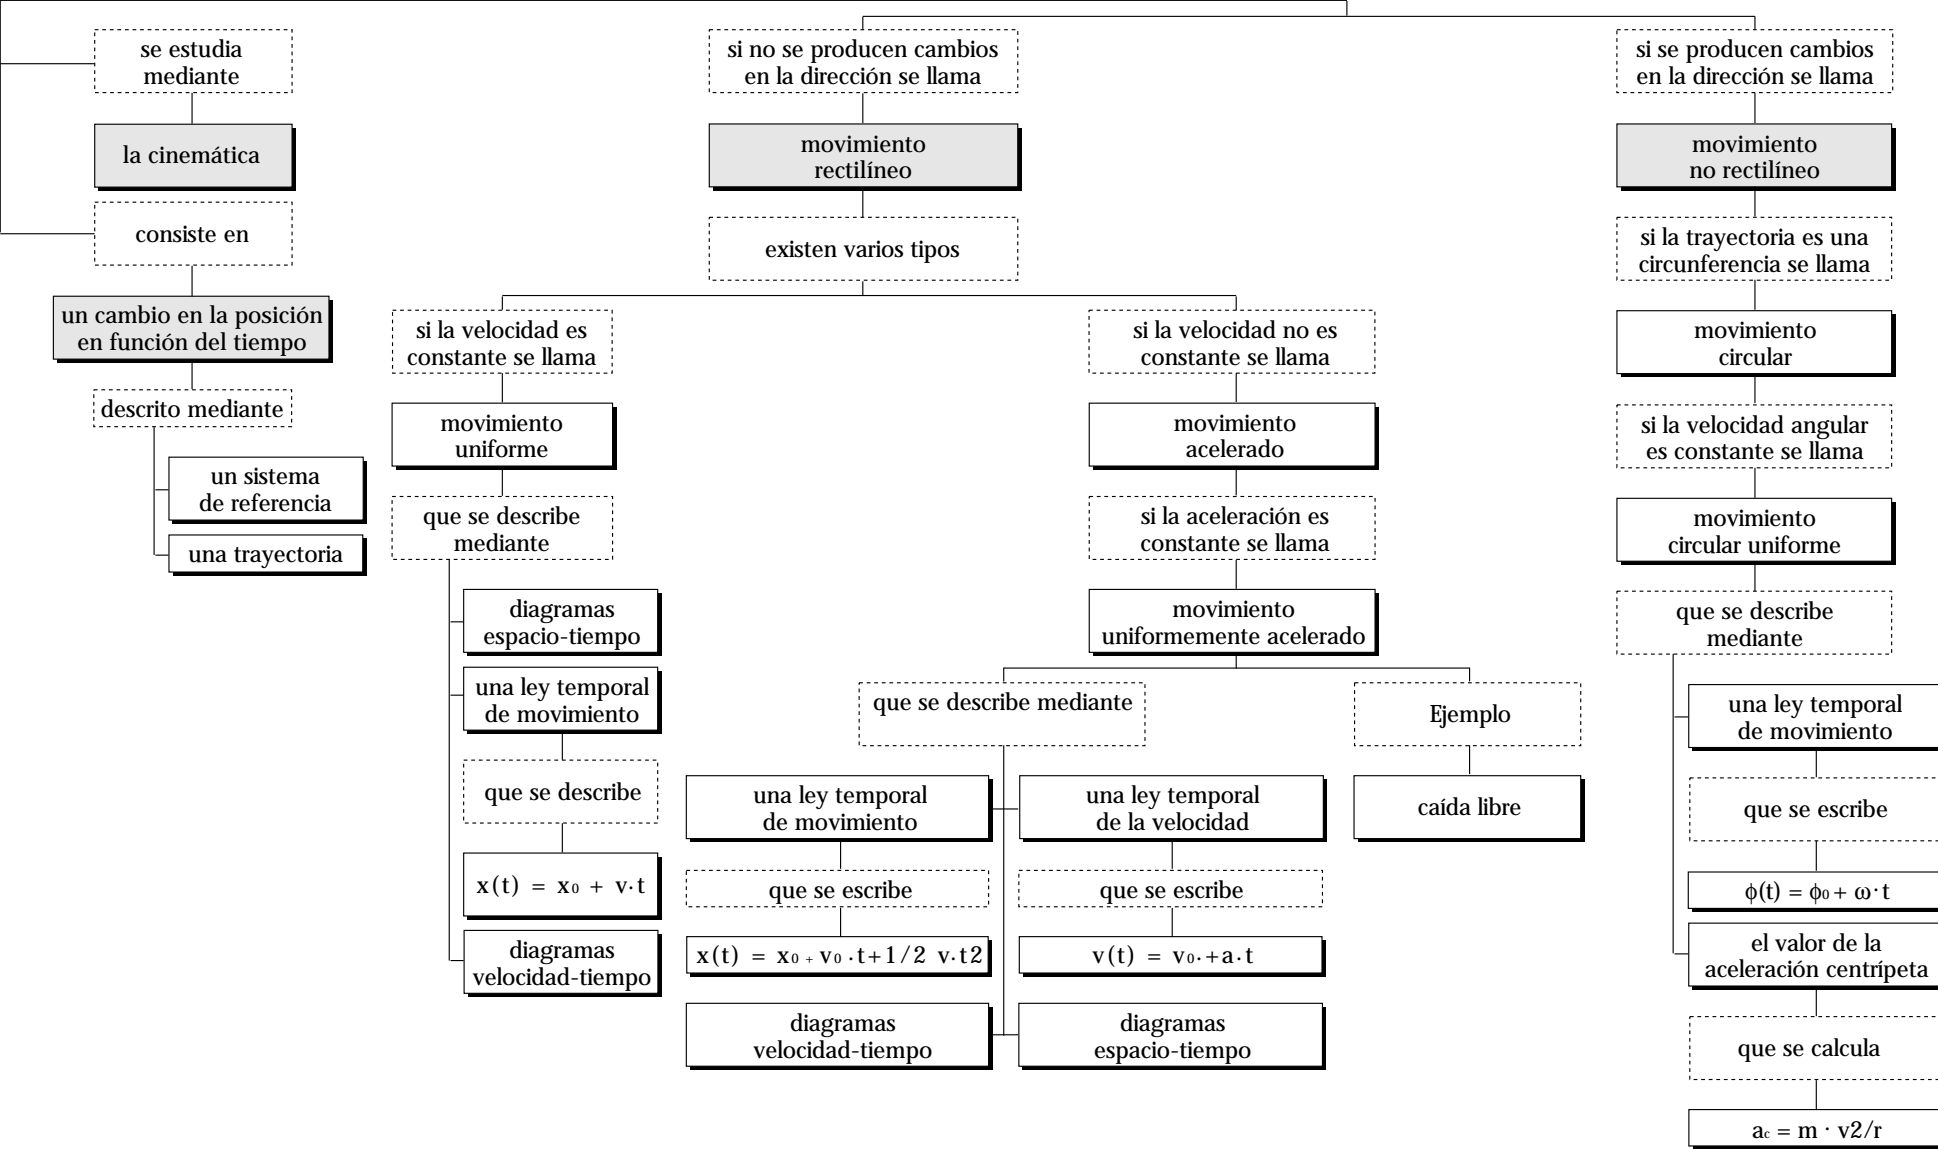 se estudia
mediante
la cinemática
consiste en
un cambio en la posición
en función del tiempo
descrito mediante
un sistema
de referencia
una trayectoria
si no se producen cambios
en la dirección se llama
movimiento
rectilíneo
existen varios tipos
si la velocidad es
constante se llama
movimiento
uniforme
que se describe
mediante
diagramas
espacio-tiempo
una ley temporal
de movimiento
que se describe
x(t) = x₀ + v·t
diagramas
velocidad-tiempo
si la velocidad no es
constante se llama
movimiento
acelerado
si la aceleración es
constante se llama
movimiento
uniformemente acelerado
que se describe mediante
una ley temporal
de movimiento
que se escribe
x(t) = x₀ + v₀ ·t+1/2 v·t2
diagramas
velocidad-tiempo
una ley temporal
de la velocidad
que se escribe
v(t) = v₀·+a·t
diagramas
espacio-tiempo
Ejemplo
caída libre
si se producen cambios
en la dirección se llama
movimiento
no rectilíneo
si la trayectoria es una
circunferencia se llama
movimiento
circular
si la velocidad angular
es constante se llama
movimiento
circular uniforme
que se describe
mediante
una ley temporal
de movimiento
que se escribe
ϕ(t) = ϕ₀ + ω· t
el valor de la
aceleración centrípeta
que se calcula
a꜀ = m · v2/r